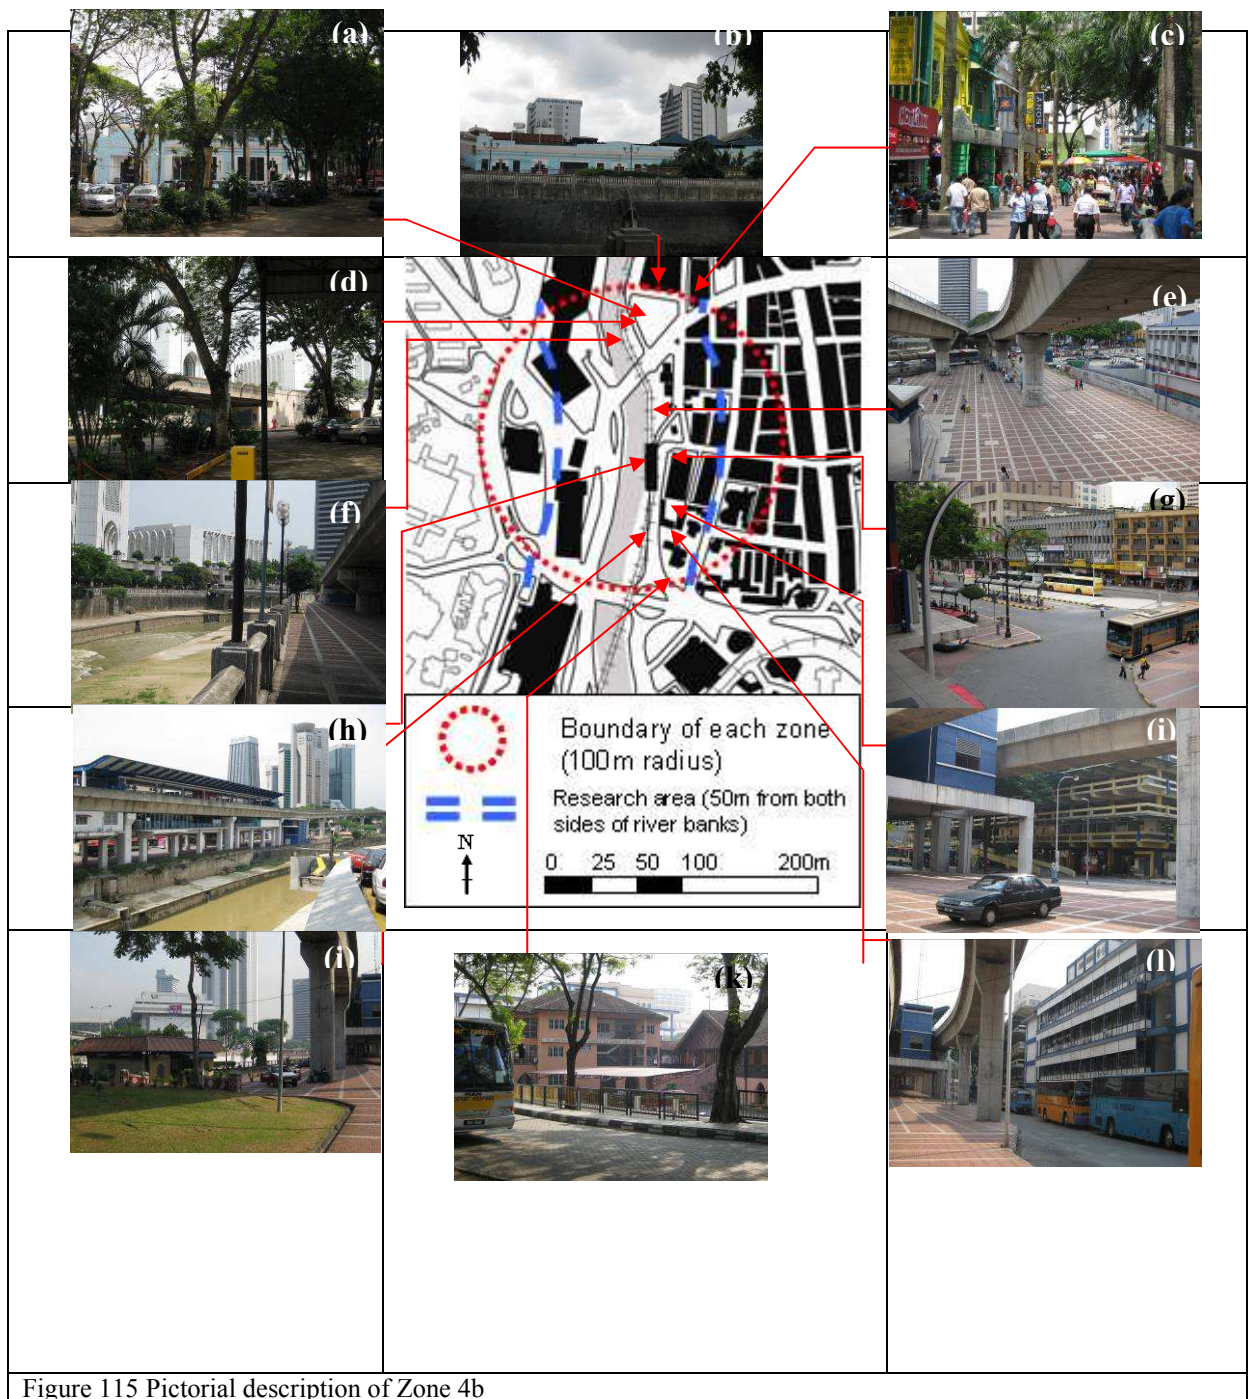 (a)
(b)
(c)
SONY
(d)
(e)
(f)
(g)
(h)
(i)
Boundary of each zone
(100m radius)
Research area (50m from both
sides of river banks)
N
0 25 50 100 200m
(j)
(k)
(l)
Figure 115 Pictorial description of Zone 4b